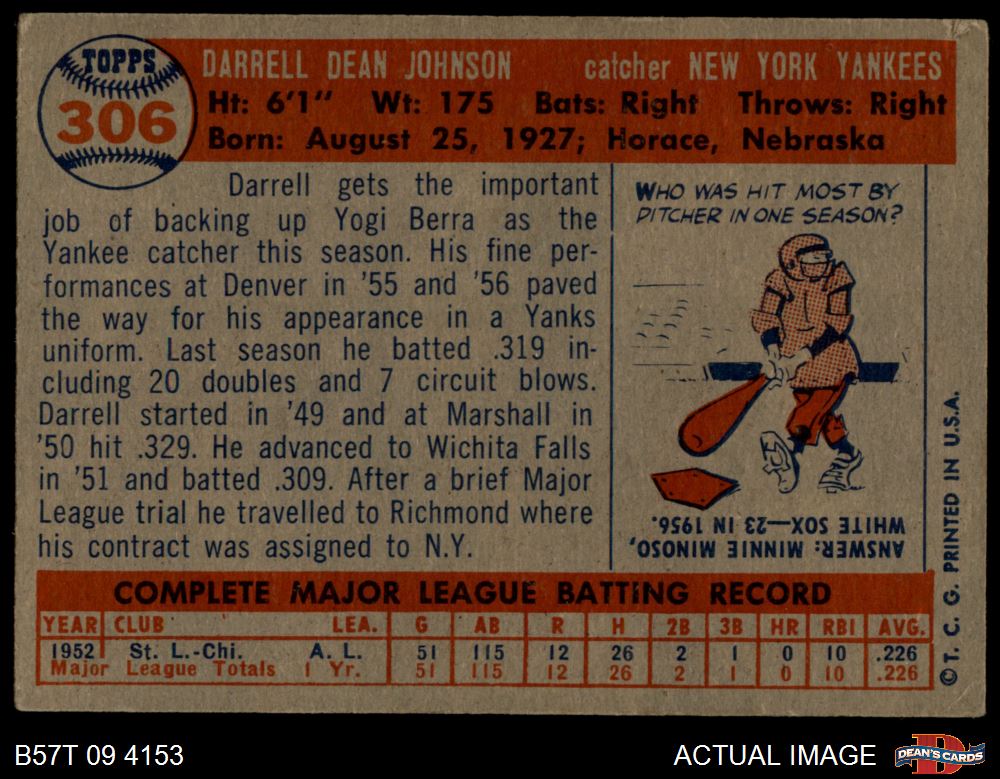 TOPPS
306
DARRELL DEAN JOHNSON catcher NEW YORK YANKEES
Ht: 6'1" Wt: 175 Bats: Right Throws: Right
Born: August 25, 1927; Horace, Nebraska
Darrell gets the important
job of backing up Yogi Berra as the
Yankee catcher this season. His fine per-
formances at Denver in '55 and '56 paved
the way for his appearance in a Yanks
uniform. Last season he batted .319 in-
cluding 20 doubles and 7 circuit blows.
Darrell started in '49 and at Marshall in
'50 hit .329. He advanced to Wichita Falls
in '51 and batted .309. After a brief Major
League trial he travelled to Richmond where
his contract was assigned to N.Y.
WHO WAS HIT MOST BY
PITCHER IN ONE SEASON?
ANSWER: MINNIE MINOSO,
WHITE SOX—23 IN 1956.
© T. C. G. PRINTED IN U.S.A.
COMPLETE MAJOR LEAGUE BATTING RECORD
YEAR CLUB LEA. G AB R H 2B 3B HR RBI AVG.
1952 St. L.-Chi. A. L. 51 115 12 26 2 1 0 10 .226
Major League Totals 1 Yr. 51 115 12 26 2 1 0 10 .226
B57T 09 4153
ACTUAL IMAGE
DEAN'S CARDS